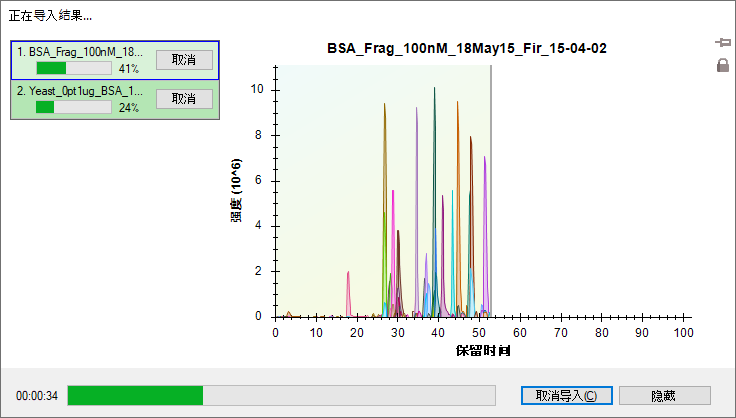 正在导入结果...
1. BSA_Frag_100nM_18...
41%
取消
2. Yeast_0pt1ug_BSA_1...
24%
取消
BSA_Frag_100nM_18May15_Fir_15-04-02
强度 (10^6)
10
8
6
4
2
0
0 10 20 30 40 50 60 70 80 90 100
保留时间
00:00:34
取消导入(C)
隐藏